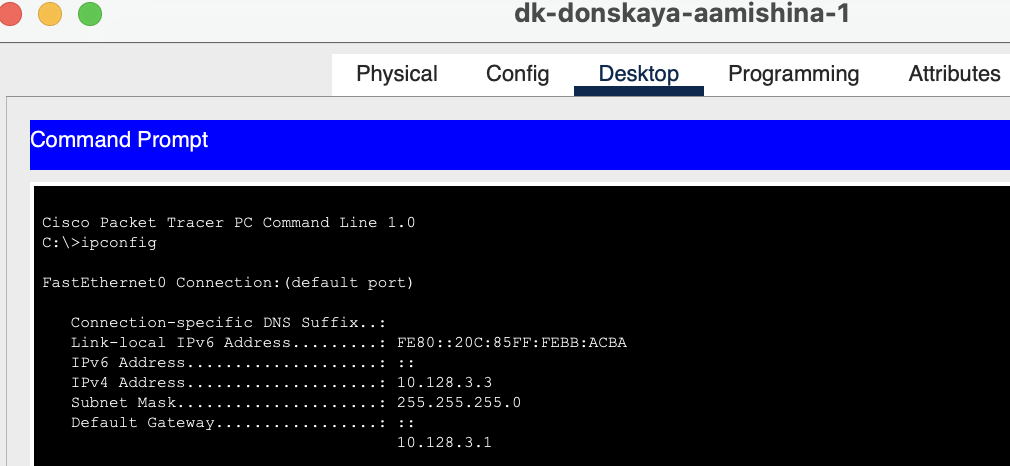 dk-donskaya-aamishina-1
Physical Config Desktop Programming Attributes
Command Prompt
Cisco Packet Tracer PC Command Line 1.0
C:\>ipconfig
FastEthernet0 Connection:(default port)
Connection-specific DNS Suffix..:
Link-local IPv6 Address.........: FE80::20C:85FF:FEBB:ACBA
IPv6 Address....................: ::
IPv4 Address....................: 10.128.3.3
Subnet Mask.....................: 255.255.255.0
Default Gateway.................: ::
10.128.3.1